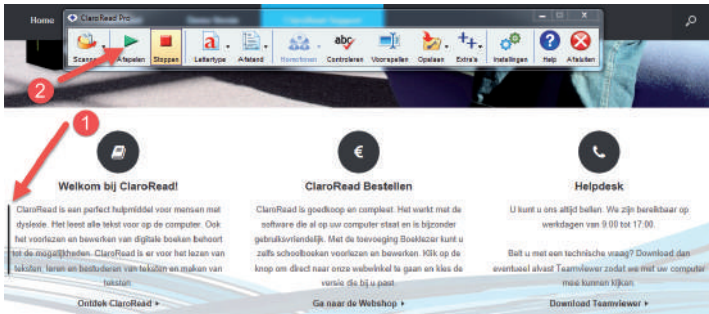 Home
ClaroRead Pro
Scannen Afspelen Stoppen Lettertype Afstand Herschrijven Controleren Voorspellen Opslaan Extra's Instellingen Help Afsluiten
2
1
€
Welkom bij ClaroRead!
ClaroRead is een perfect hulpmiddel voor mensen met
dyslexie. Het leest alle tekst voor op de computer. Ook
het voorlezen en bewerken van digitale boeken behoort
tot de mogelijkheden. ClaroRead is er voor het lezen van
teksten, leren en bestuderen van teksten en maken van
teksten.
Ontdek ClaroRead
ClaroRead Bestellen
ClaroRead is goedkoop en compleet. Het werkt met de
software die al op uw computer staat en is bijzonder
gebruiksvriendelijk. Met de toevoeging Boeklezer kunt u
zelfs schoolboeken voorlezen en bewerken. Klik op de
knop om direct naar onze webwinkel te gaan en kies de
versie die bij u past.
Ga naar de Webshop
Helpdesk
U kunt u ons altijd bellen. We zijn bereikbaar op
werkdagen van 9:00 tot 17:00.
Belt u met een technische vraag? Download dan
eventueel alvast Teamviewer zodat we met uw computer
mee kunnen kijken.
Download Teamviewer